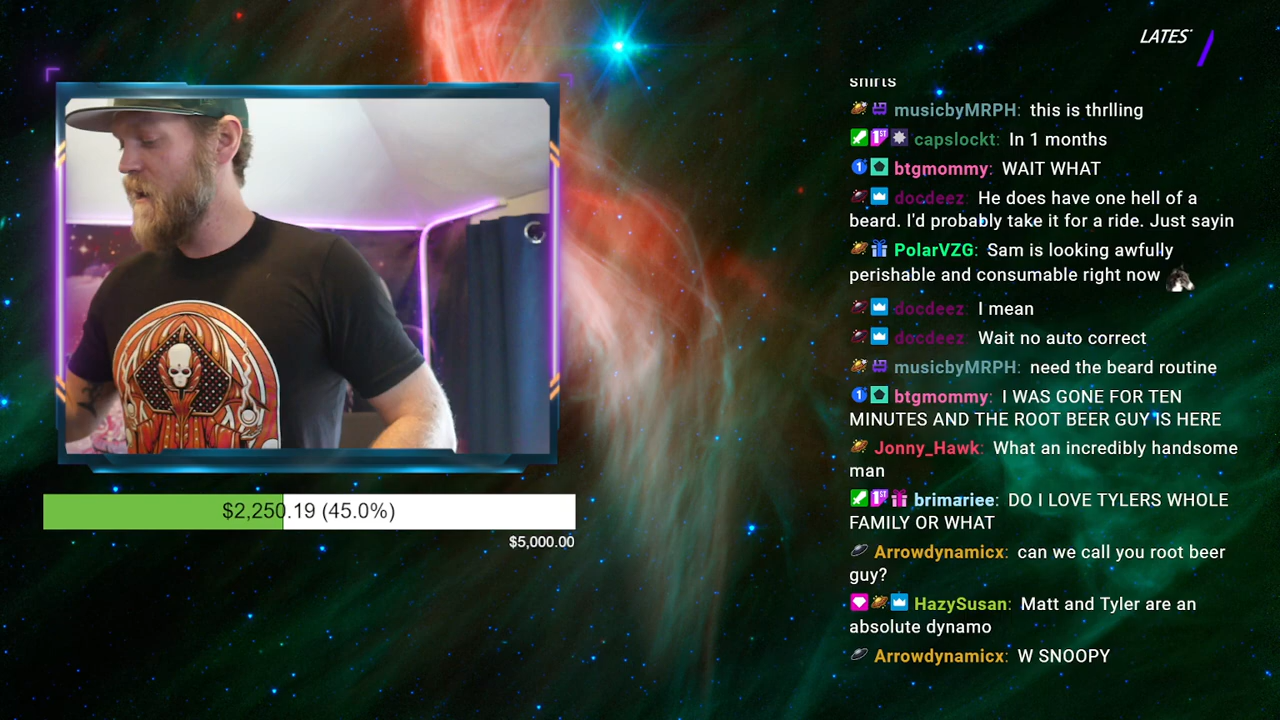 LATES
shirts
musicbyMRPH: this is thrlling
1ST capslockt: In 1 months
1 btgmommy: WAIT WHAT
docdeez: He does have one hell of a
beard. I'd probably take it for a ride. Just sayin
PolarVZG: Sam is looking awfully
perishable and consumable right now
docdeez: I mean
docdeez: Wait no auto correct
musicbyMRPH: need the beard routine
1 btgmommy: I WAS GONE FOR TEN
MINUTES AND THE ROOT BEER GUY IS HERE
Jonny_Hawk: What an incredibly handsome
man
1ST brimariee: DO I LOVE TYLERS WHOLE
FAMILY OR WHAT
Arrowdynamicx: can we call you root beer
guy?
HazySusan: Matt and Tyler are an
absolute dynamo
Arrowdynamicx: W SNOOPY
$2,250.19 (45.0%)
$5,000.00